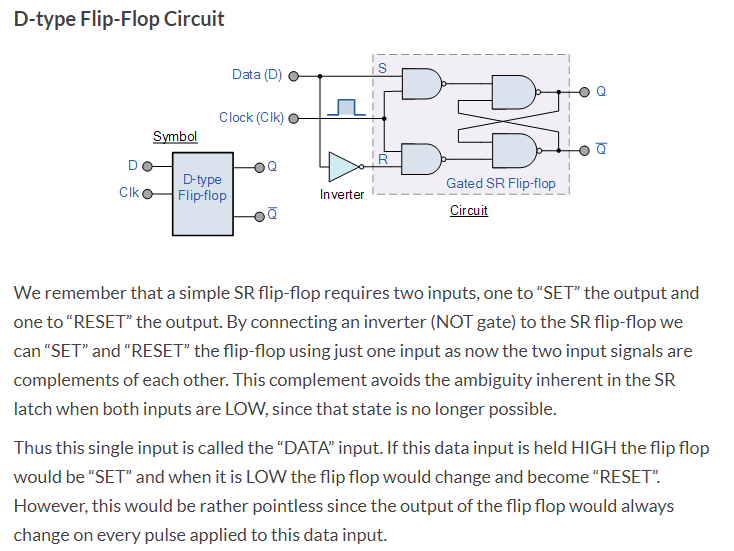 D-type Flip-Flop Circuit
Data (D)
S
Q
Clock (Clk)
Symbol
Q̅
D
Q
R
D-type
Flip-flop
Clk
Inverter
Gated SR Flip-flop
Q̅
Circuit
We remember that a simple SR flip-flop requires two inputs, one to “SET” the output and
one to “RESET” the output. By connecting an inverter (NOT gate) to the SR flip-flop we
can “SET” and “RESET” the flip-flop using just one input as now the two input signals are
complements of each other. This complement avoids the ambiguity inherent in the SR
latch when both inputs are LOW, since that state is no longer possible.
Thus this single input is called the “DATA” input. If this data input is held HIGH the flip flop
would be “SET” and when it is LOW the flip flop would change and become “RESET”.
However, this would be rather pointless since the output of the flip flop would always
change on every pulse applied to this data input.